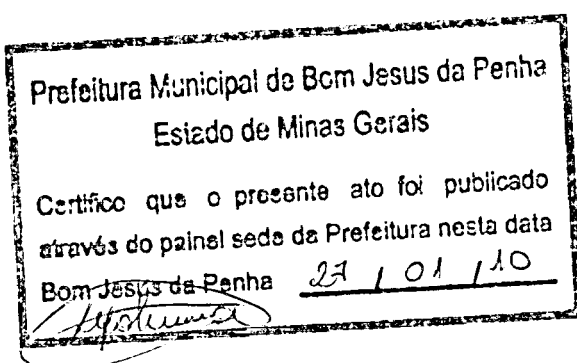 Prefeitura Municipal de Bom Jesus da Penha
Estado de Minas Gerais
Certifico que o presente ato foi publicado
através do painel sede da Prefeitura nesta data
Bom Jesus da Penha 27 / 01 / 10